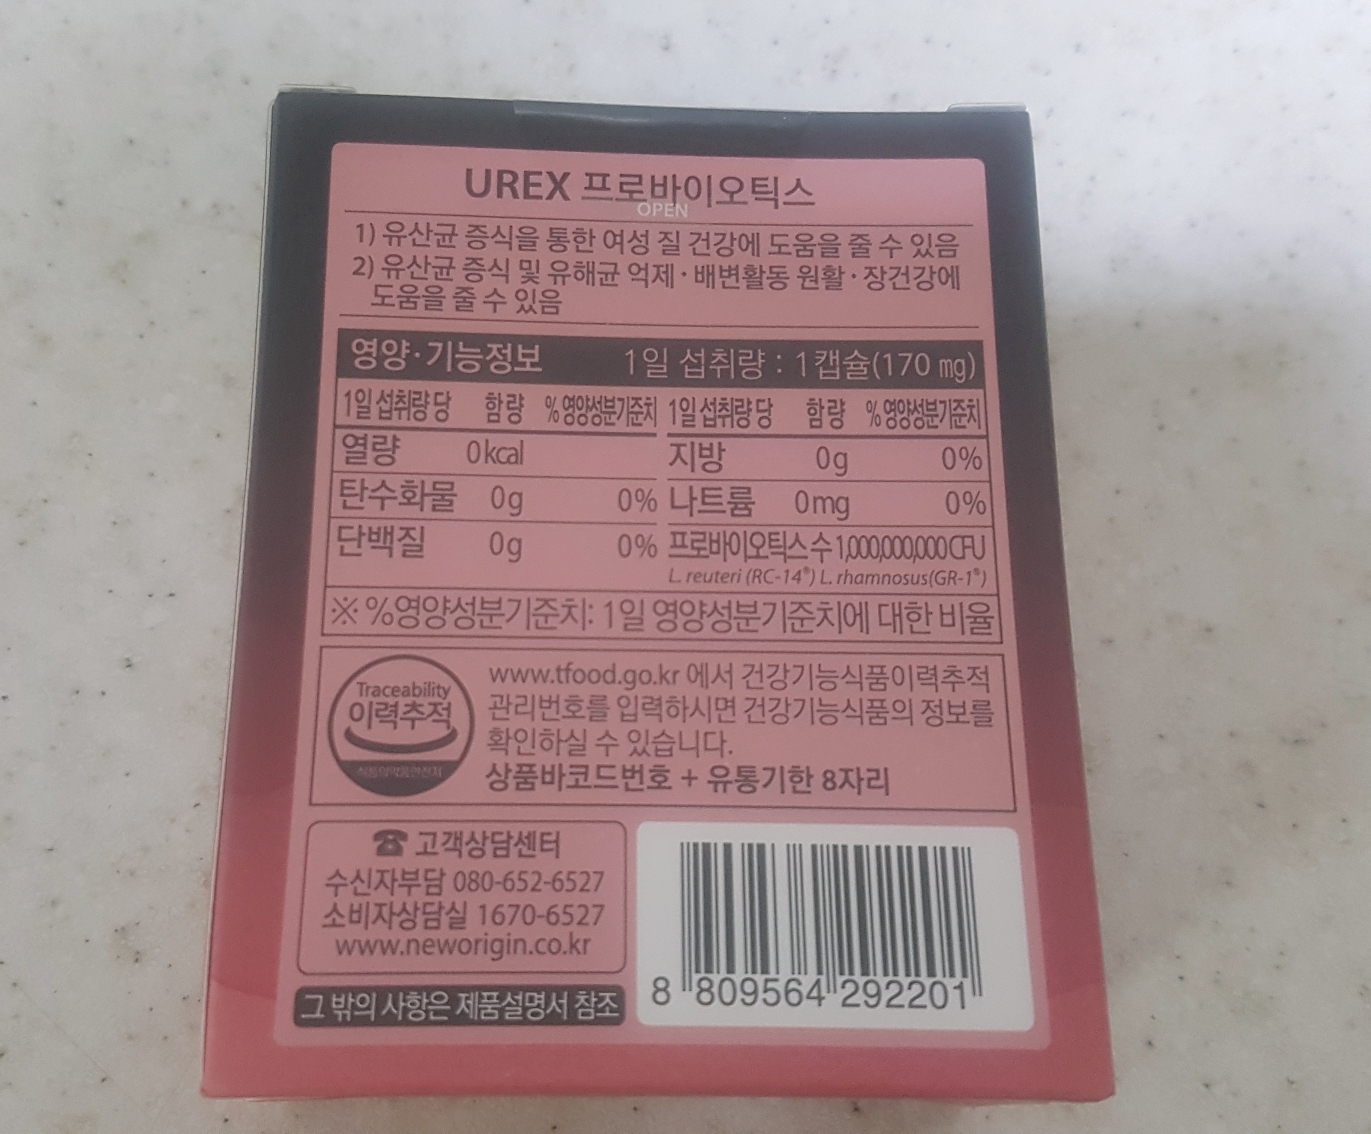 UREX 프로바이오틱스
OPEN
1) 유산균 증식을 통한 여성 질 건강에 도움을 줄 수 있음
2) 유산균 증식 및 유해균 억제 · 배변활동 원활 · 장건강에
도움을 줄 수 있음
영양·기능정보 1일 섭취량 : 1캡슐(170 mg)
1일 섭취량당 함량 % 영양성분기준치 1일 섭취량당 함량 % 영양성분기준치
열량 0kcal 지방 0g 0%
탄수화물 0g 0% 나트륨 0mg 0%
단백질 0g 0% 프로바이오틱스 수 1,000,000,000CFU
L. reuteri (RC-14®) L. rhamnosus(GR-1®)
※ %영양성분기준치: 1일 영양성분기준치에 대한 비율
Traceability
이력추적
식품의약품안전처
www.tfood.go.kr 에서 건강기능식품이력추적
관리번호를 입력하시면 건강기능식품의 정보를
확인하실 수 있습니다.
상품바코드번호 + 유통기한 8자리
☎ 고객상담센터
수신자부담 080-652-6527
소비자상담실 1670-6527
www.neworigin.co.kr
그 밖의 사항은 제품설명서 참조
8 809564 292201